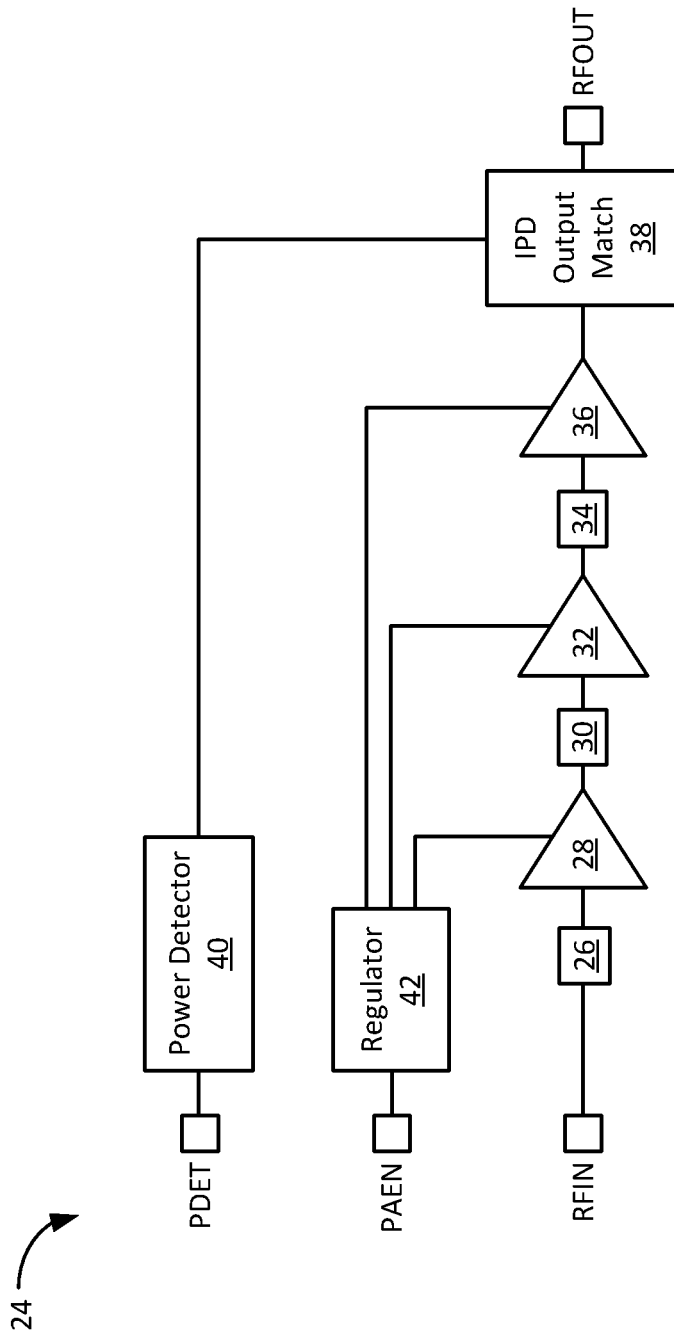 24
PDET
Power Detector
40
PAEN
Regulator
42
RFIN
26
28
30
32
34
36
IPD
Output
Match
38
RFOUT